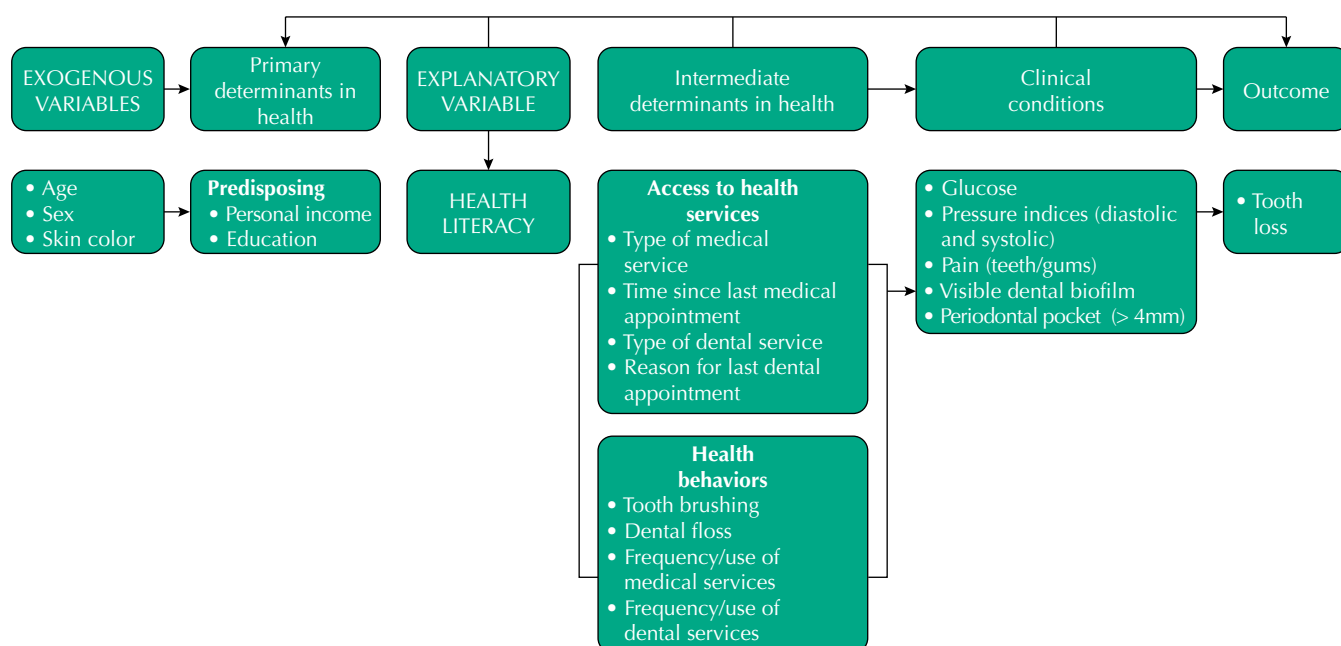 EXOGENOUS
VARIABLES
Primary
determinants in
health
EXPLANATORY
VARIABLE
Intermediate
determinants in health
Clinical
conditions
Outcome
• Age
• Sex
• Skin color
Predisposing
• Personal income
• Education
HEALTH
LITERACY
Access to health
services
• Type of medical
service
• Time since last medical
appointment
• Type of dental service
• Reason for last dental
appointment
• Glucose
• Pressure indices (diastolic
and systolic)
• Pain (teeth/gums)
• Visible dental biofilm
• Periodontal pocket (> 4mm)
• Tooth
loss
Health
behaviors
• Tooth brushing
• Dental floss
• Frequency/use of
medical services
• Frequency/use of
dental services